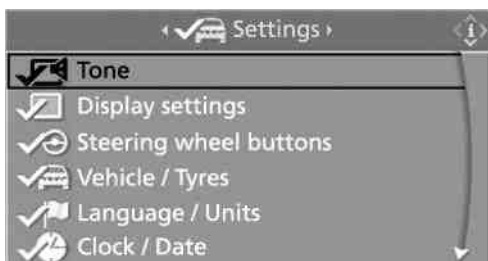 Settings
Tone
Display settings
Steering wheel buttons
Vehicle / Tyres
Language / Units
Clock / Date